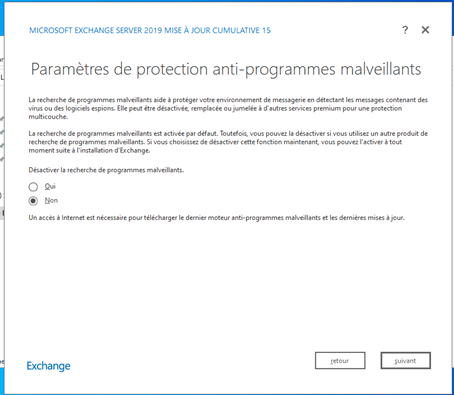 MICROSOFT EXCHANGE SERVER 2019 MISE À JOUR CUMULATIVE 15
?
Paramètres de protection anti-programmes malveillants
La recherche de programmes malveillants aide à protéger votre environnement de messagerie en détectant les messages contenant des
virus ou des logiciels espions. Elle peut être désactivée, remplacée ou jumelée à d'autres services premium pour une protection
multicouche.
La recherche de programmes malveillants est activée par défaut. Toutefois, vous pouvez la désactiver si vous utilisez un autre produit de
recherche de programmes malveillants. Si vous choisissez de désactiver cette fonction maintenant, vous pouvez l'activer à tout
moment suite à l'installation d'Exchange.
Désactiver la recherche de programmes malveillants.
Oui
Non
Un accès à Internet est nécessaire pour télécharger le dernier moteur anti-programmes malveillants et les dernières mises à jour.
Exchange
retour
suivant